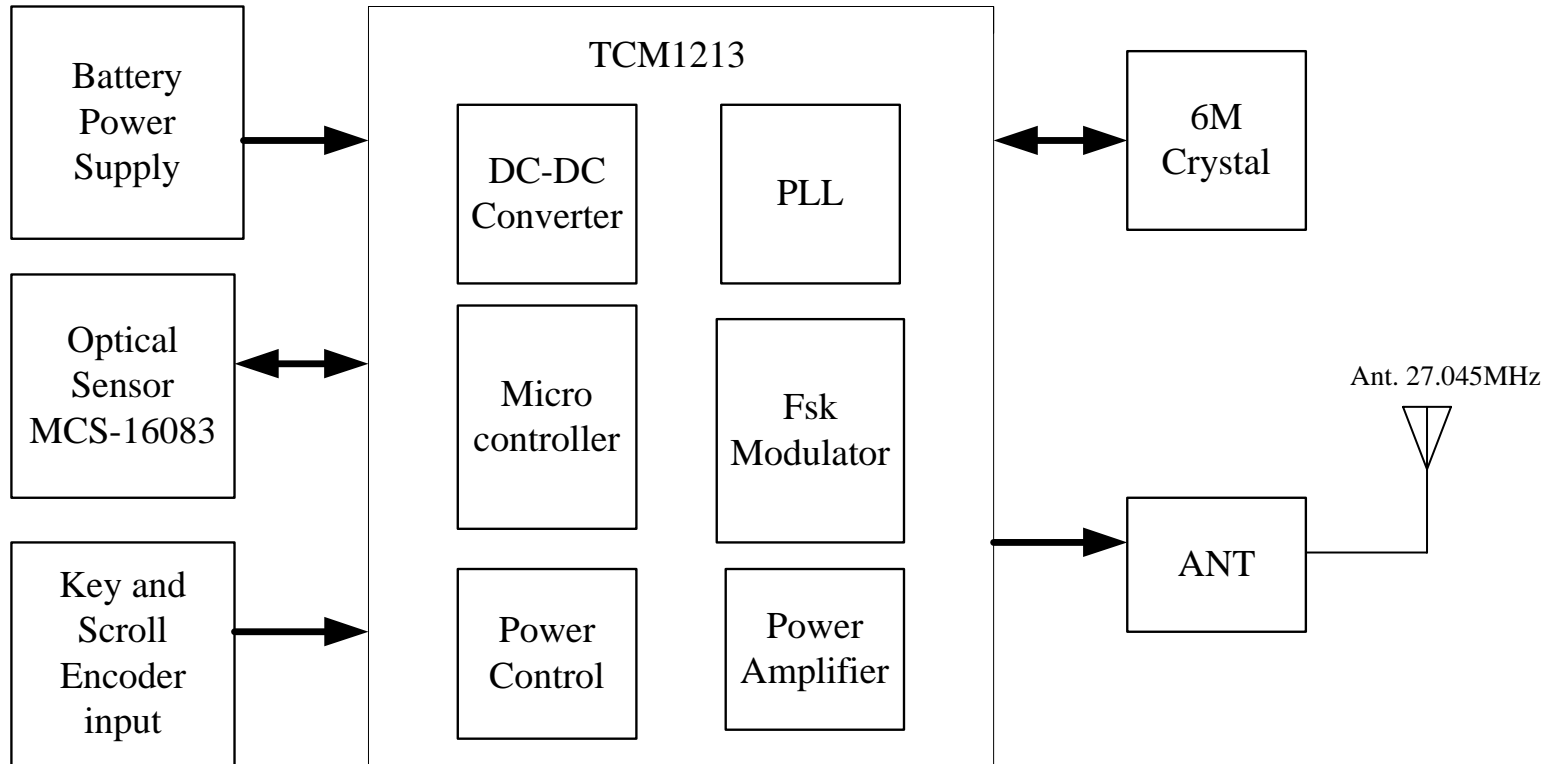 Battery
Power
Supply
Optical
Sensor
MCS-16083
Key and
Scroll
Encoder
input
TCM1213
DC-DC
Converter
PLL
Micro
controller
Fsk
Modulator
Power
Control
Power
Amplifier
6M
Crystal
Ant. 27.045MHz
ANT